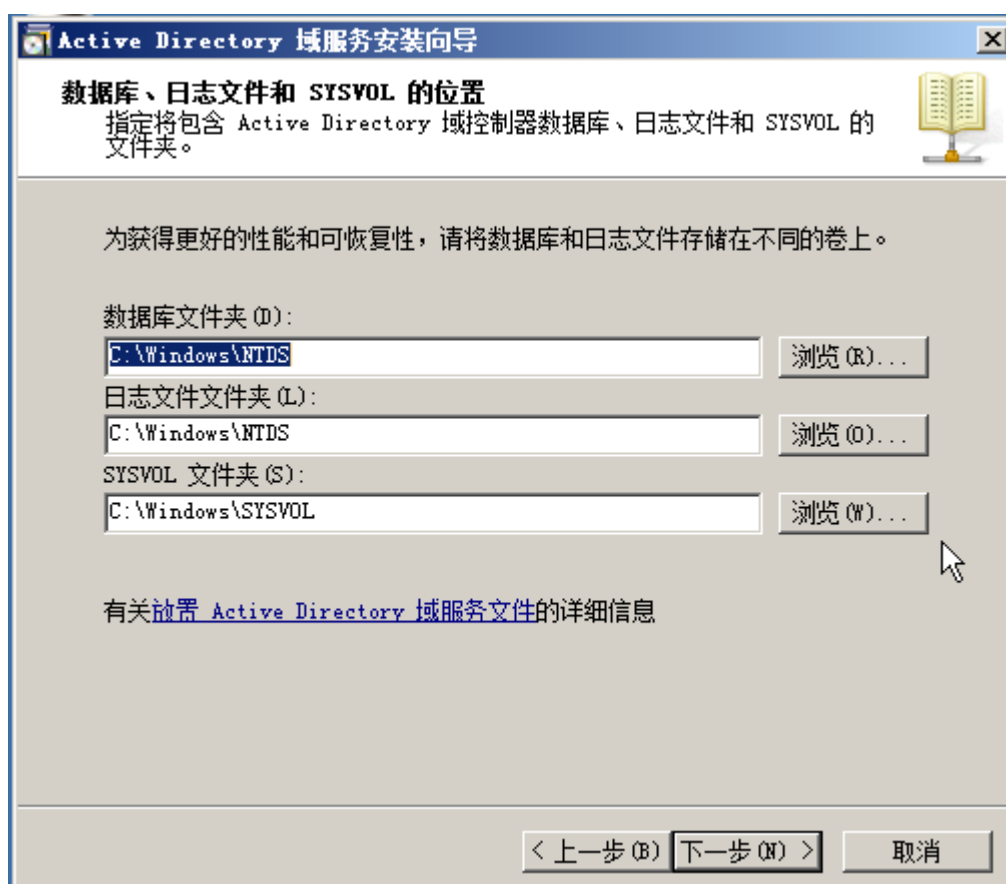 Active Directory 域服务安装向导
数据库、日志文件和 SYSVOL 的位置
指定将包含 Active Directory 域控制器数据库、日志文件和 SYSVOL 的
文件夹。
为获得更好的性能和可恢复性，请将数据库和日志文件存储在不同的卷上。
数据库文件夹(D):
C:\Windows\NTDS
浏览(R)...
日志文件文件夹(L):
C:\Windows\NTDS
浏览(O)...
SYSVOL 文件夹(S):
C:\Windows\SYSVOL
浏览(W)...
有关放置 Active Directory 域服务文件的详细信息
< 上一步(B) 下一步(N) > 取消